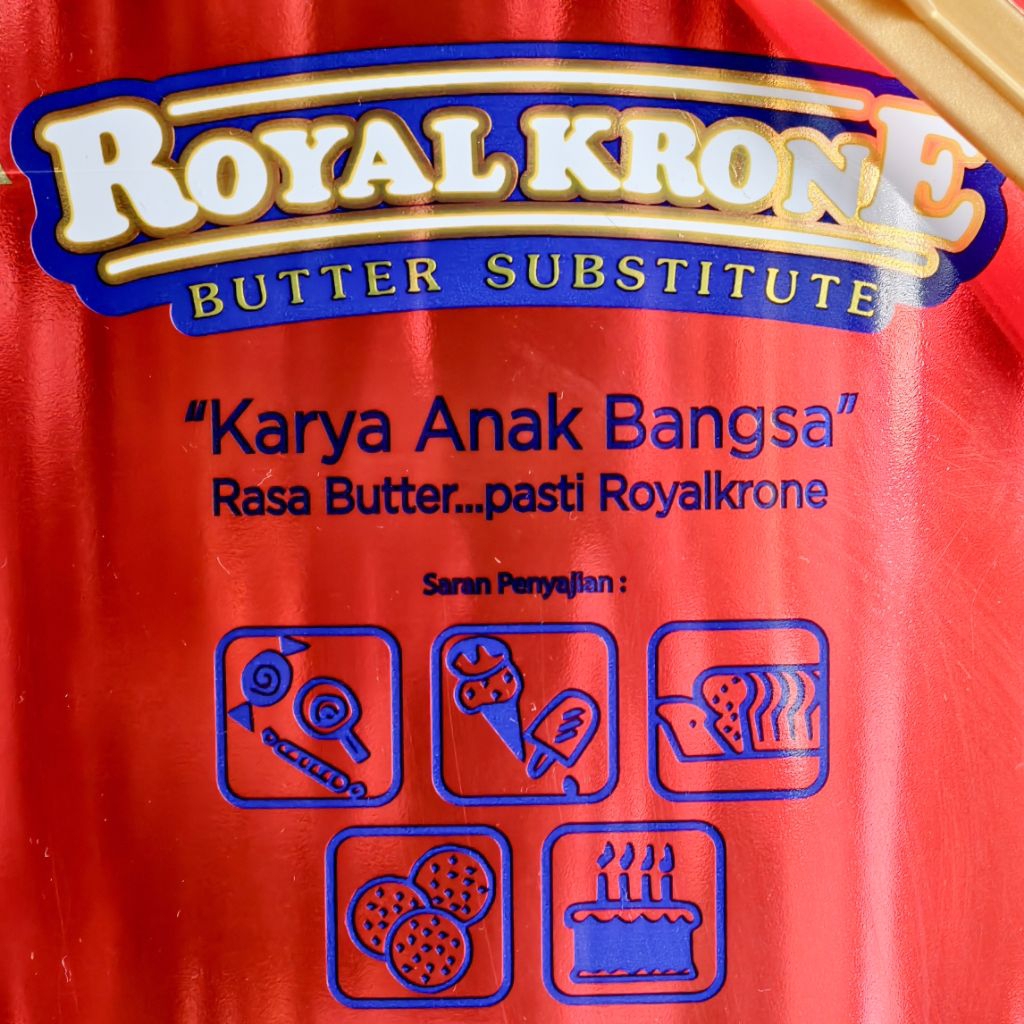 ROYAL KRONE
BUTTER SUBSTITUTE
"Karya Anak Bangsa"
Rasa Butter...pasti Royalkrone
Saran Penyajian :